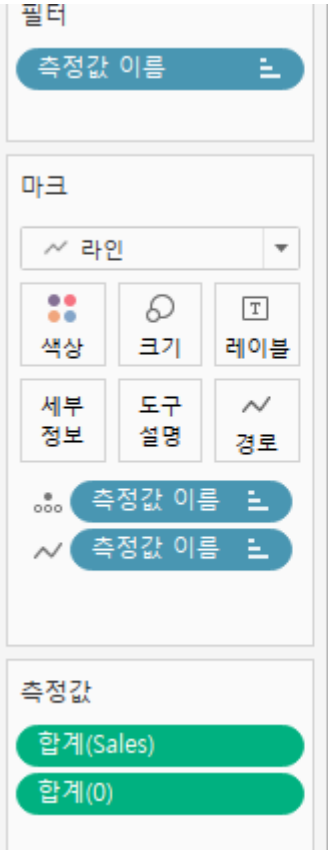 필터
측정값 이름
마크
라인
색상
크기
T
레이블
세부
정보
도구
설명
경로
측정값 이름
측정값 이름
측정값
합계(Sales)
합계(0)